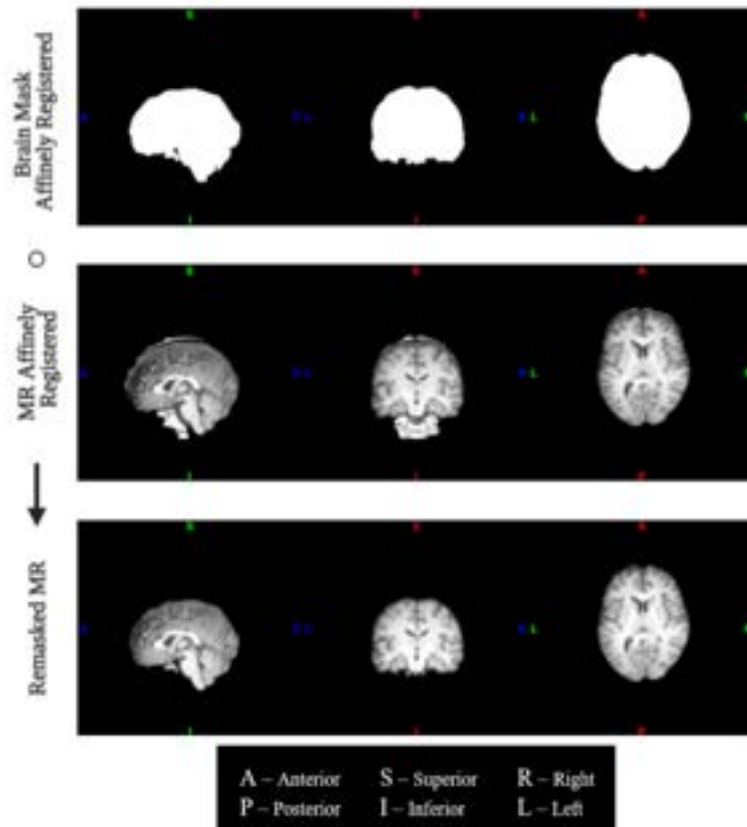 Brain Mask
Affinely Registered
MR Affinely
Registered
Remasked MR
L
L
L
A – Anterior S – Superior R – Right
P – Posterior I – Inferior L – Left